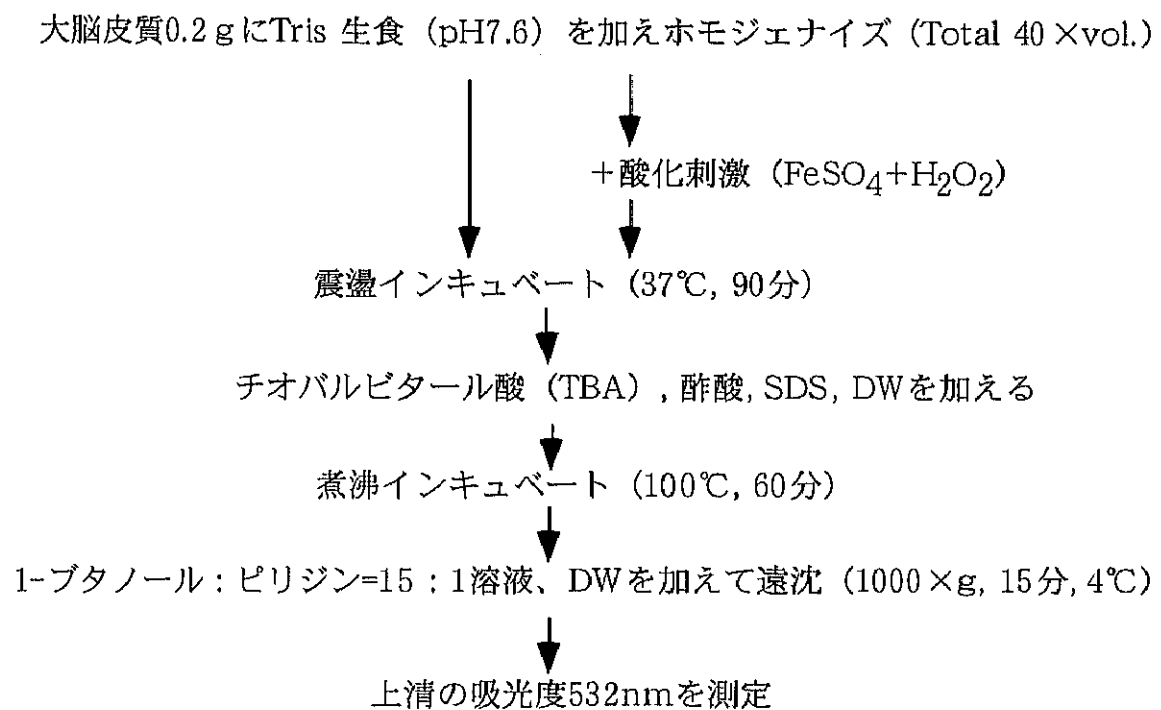 大脳皮質0.2 gにTris 生食（pH7.6）を加えホモジェナイズ（Total 40×vol.）
＋酸化刺激（FeSO4+H2O2）
震盪インキュベート（37℃, 90分）
チオバルビタール酸（TBA）, 酢酸, SDS, DWを加える
煮沸インキュベート（100℃, 60分）
1-ブタノール：ピリジン=15：1溶液、DWを加えて遠沈（1000×g, 15分, 4℃）
上清の吸光度532nmを測定